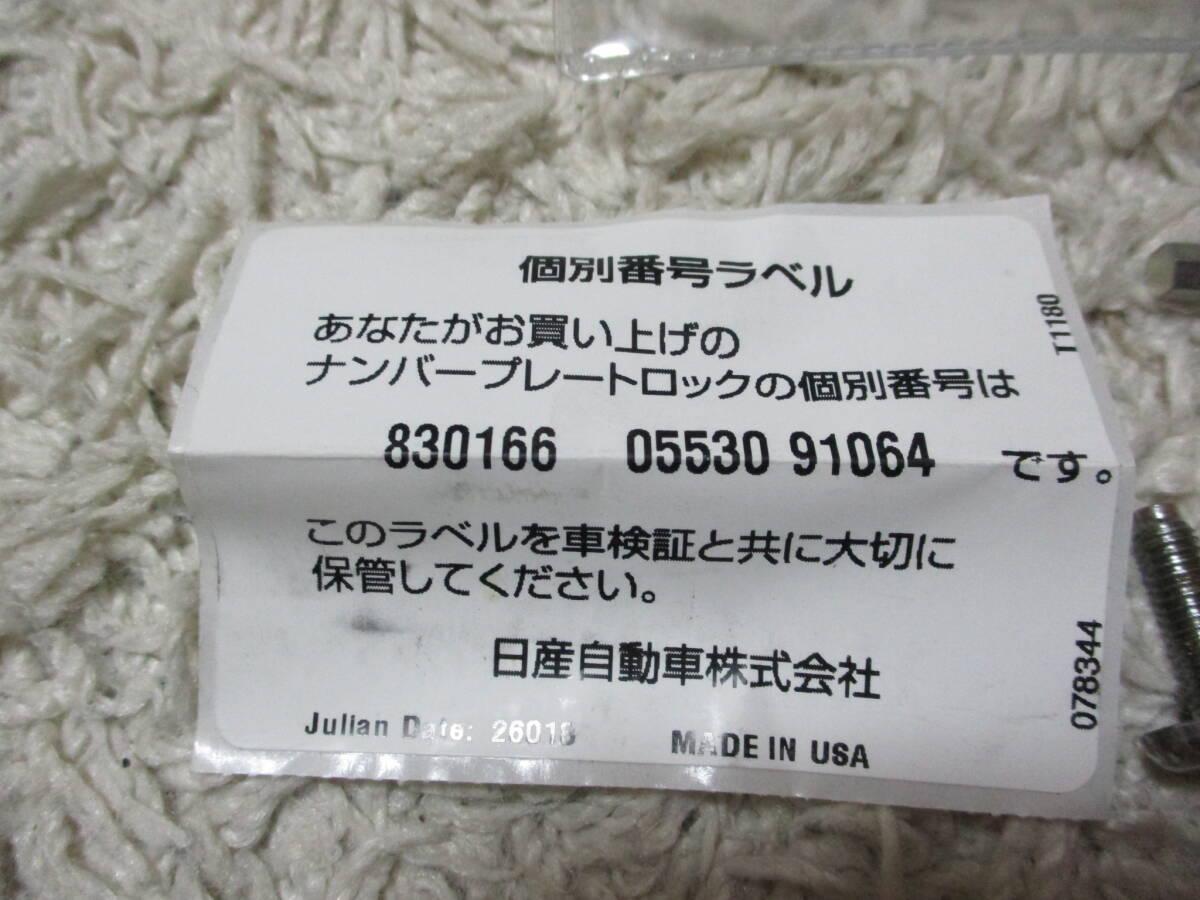 個別番号ラベル
あなたがお買い上げの
ナンバープレートロックの個別番号は
830166 05530 91064 です。
このラベルを車検証と共に大切に
保管してください。
日産自動車株式会社
Julian Date: 26018
MADE IN USA
T1180
078344